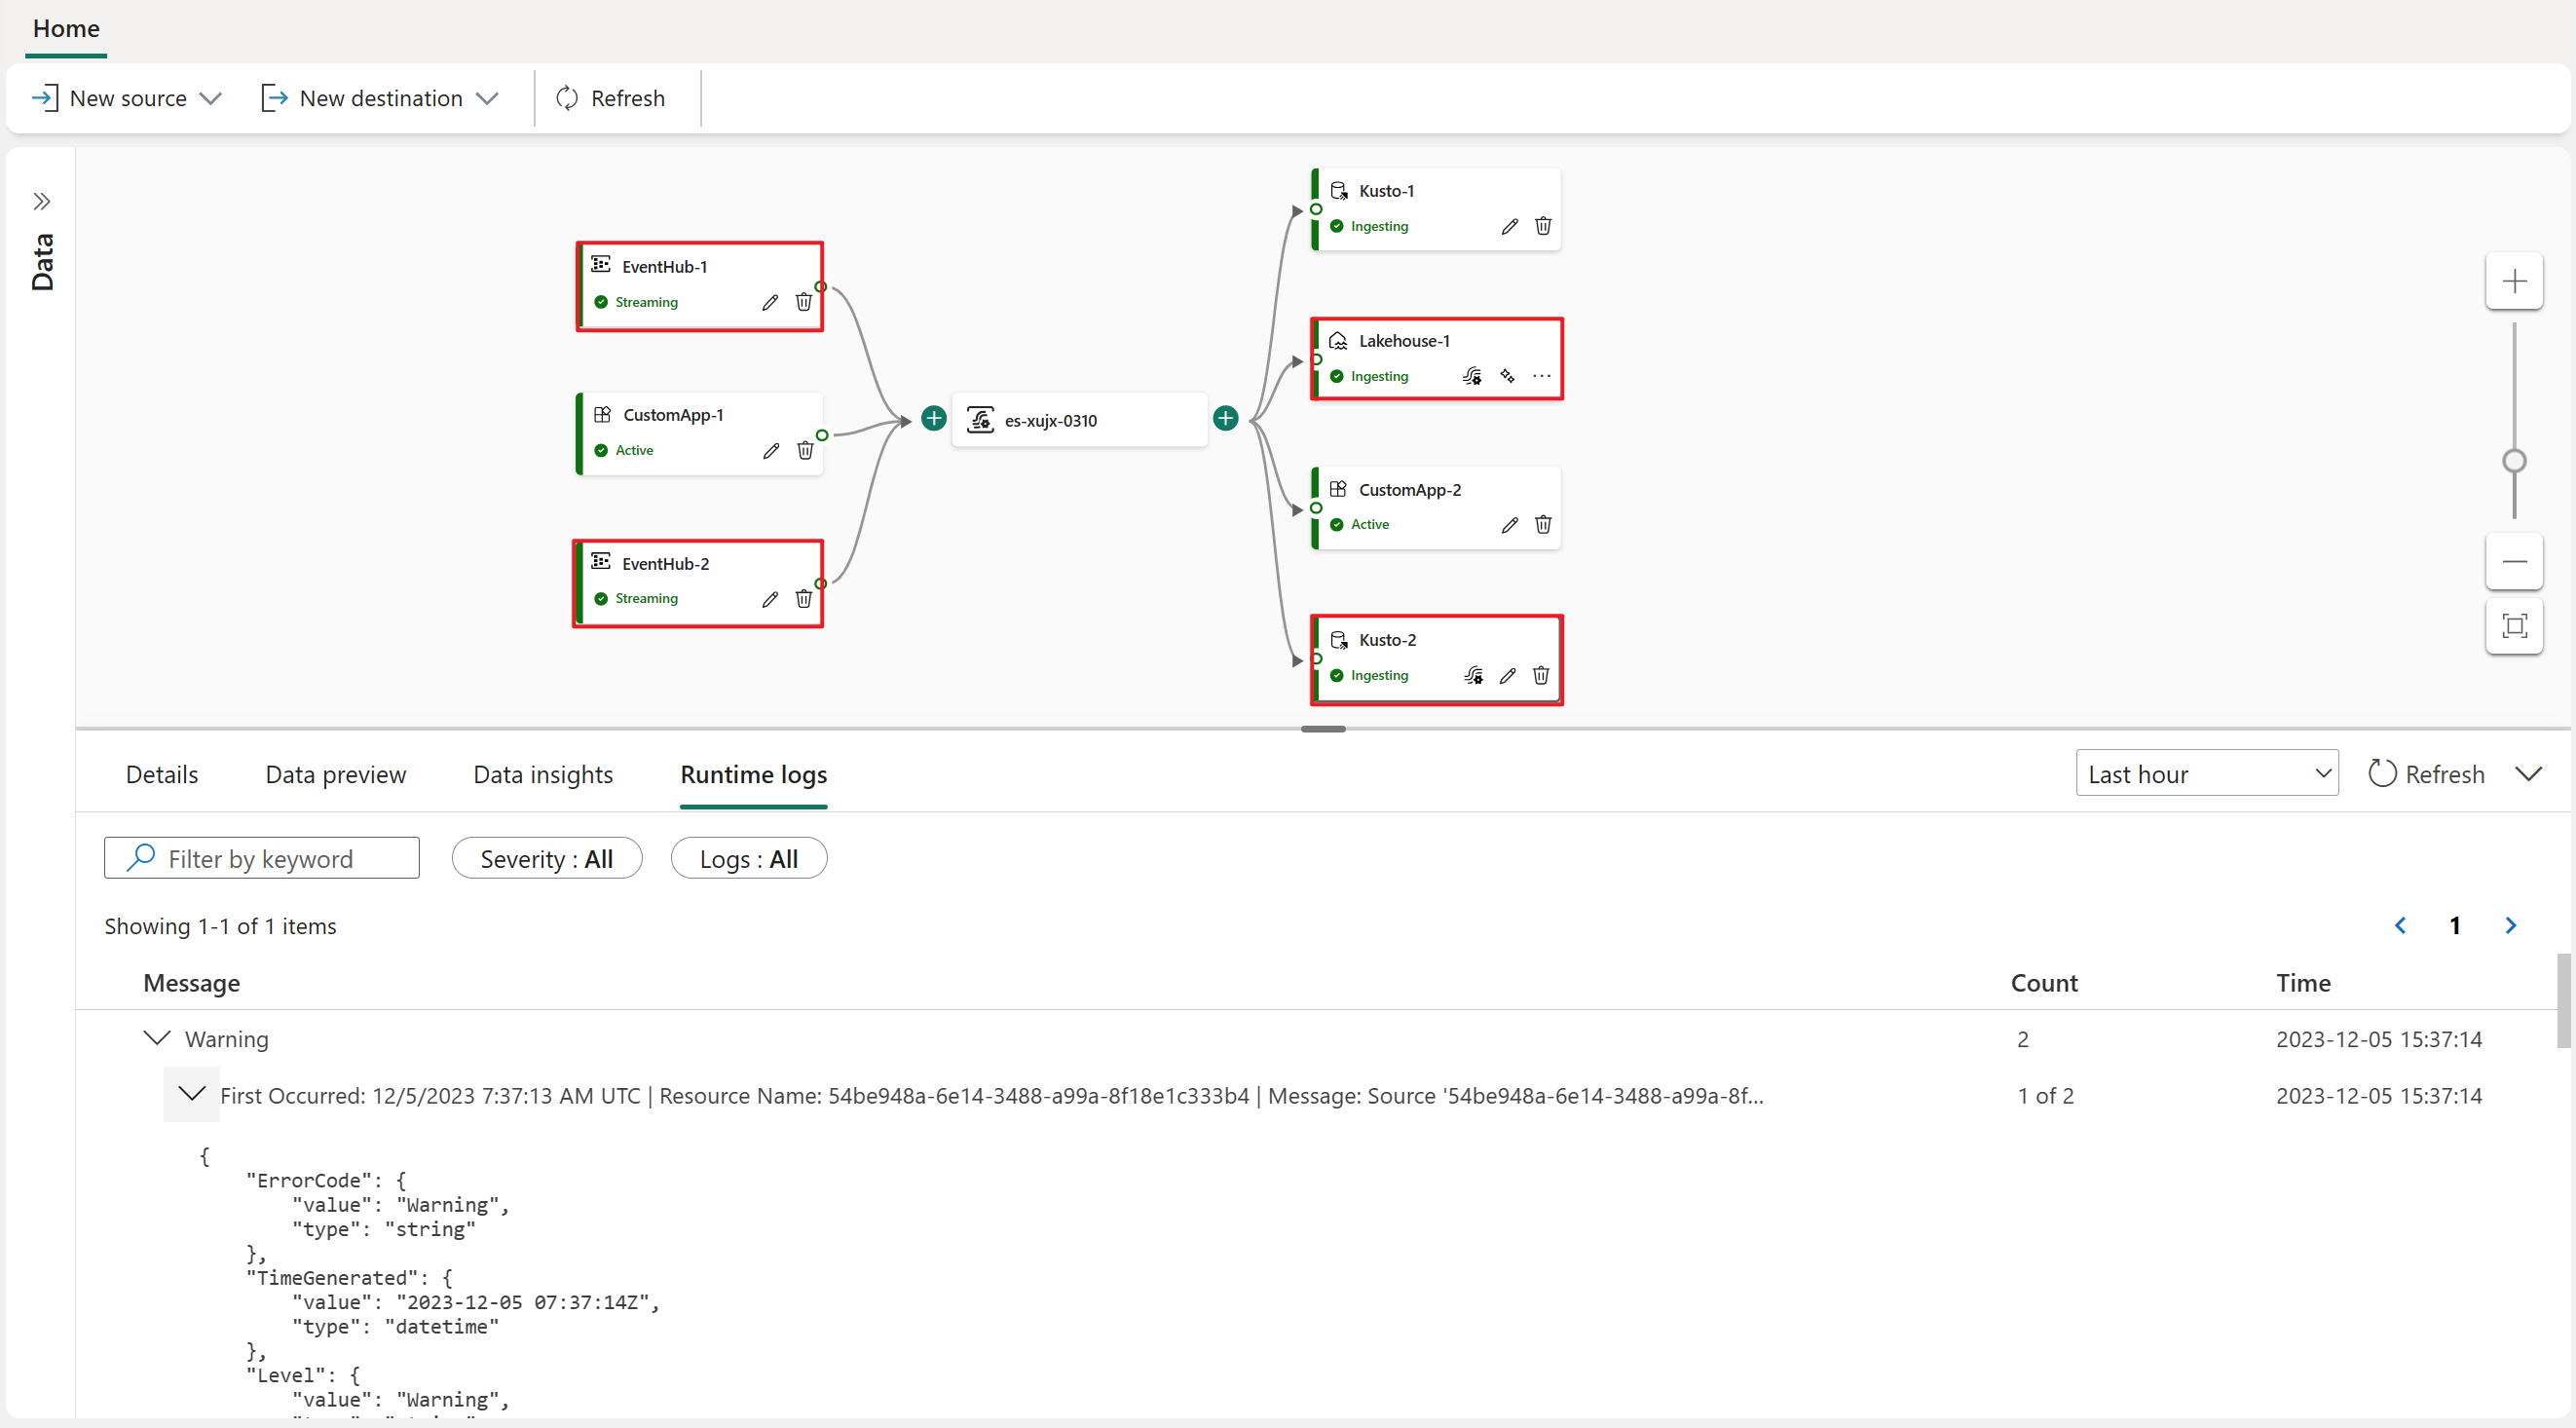 Home
New source
New destination
Refresh
Data
Kusto-1
Ingesting
EventHub-1
Streaming
Lakehouse-1
Ingesting
CustomApp-1
Active
es-xujx-0310
CustomApp-2
Active
EventHub-2
Streaming
Kusto-2
Ingesting
Details
Data preview
Data insights
Runtime logs
Last hour
Refresh
Filter by keyword
Severity : All
Logs : All
Showing 1-1 of 1 items
1
Message Count Time
Warning 2 2023-12-05 15:37:14
First Occurred: 12/5/2023 7:37:13 AM UTC | Resource Name: 54be948a-6e14-3488-a99a-8f18e1c333b4 | Message: Source '54be948a-6e14-3488-a99a-8f... 1 of 2 2023-12-05 15:37:14
{
"ErrorCode": {
"value": "Warning",
"type": "string"
},
"TimeGenerated": {
"value": "2023-12-05 07:37:14Z",
"type": "datetime"
},
"Level": {
"value": "Warning",